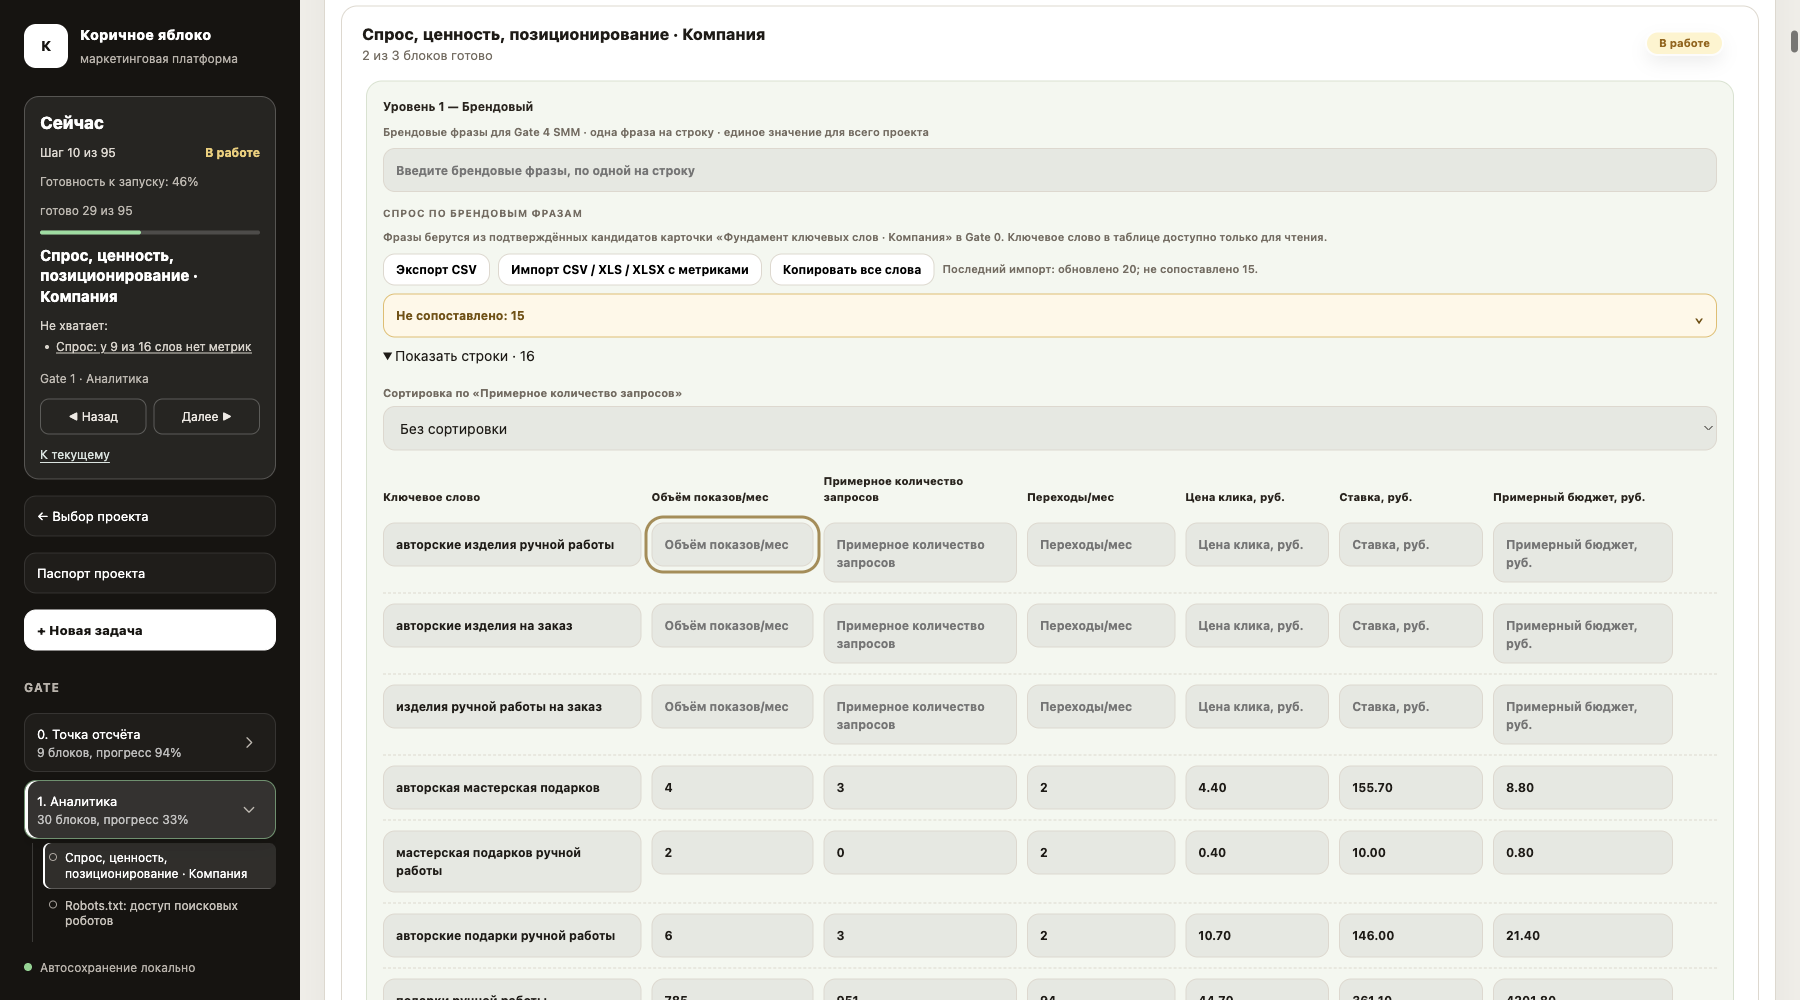 К
Коричное яблоко
маркетинговая платформа
Сейчас
Шаг 10 из 95
В работе
Готовность к запуску: 46%
готово 29 из 95
Спрос, ценность,
позиционирование ·
Компания
Не хватает:
• Спрос: у 9 из 16 слов нет метрик
Gate 1 · Аналитика
◀ Назад
Далее ▶
К текущему
← Выбор проекта
Паспорт проекта
+ Новая задача
GATE
0. Точка отсчёта
9 блоков, прогресс 94%
1. Аналитика
30 блоков, прогресс 33%
Спрос, ценность,
позиционирование · Компания
Robots.txt: доступ поисковых
роботов
Автосохранение локально
Спрос, ценность, позиционирование · Компания
2 из 3 блоков готово
В работе
Уровень 1 — Брендовый
Брендовые фразы для Gate 4 SMM · одна фраза на строку · единое значение для всего проекта
Введите брендовые фразы, по одной на строку
СПРОС ПО БРЕНДОВЫМ ФРАЗАМ
Фразы берутся из подтверждённых кандидатов карточки «Фундамент ключевых слов · Компания» в Gate 0. Ключевое слово в таблице доступно только для чтения.
Экспорт CSV
Импорт CSV / XLS / XLSX с метриками
Копировать все слова
Последний импорт: обновлено 20; не сопоставлено 15.
Не сопоставлено: 15
▼ Показать строки · 16
Сортировка по «Примерное количество запросов»
Без сортировки
Ключевое слово
Объём показов/мес
Примерное количество
запросов
Переходы/мес
Цена клика, руб.
Ставка, руб.
Примерный бюджет, руб.
авторские изделия ручной работы
Объём показов/мес
Примерное количество
запросов
Переходы/мес
Цена клика, руб.
Ставка, руб.
Примерный бюджет,
руб.
авторские изделия на заказ
Объём показов/мес
Примерное количество
запросов
Переходы/мес
Цена клика, руб.
Ставка, руб.
Примерный бюджет,
руб.
изделия ручной работы на заказ
Объём показов/мес
Примерное количество
запросов
Переходы/мес
Цена клика, руб.
Ставка, руб.
Примерный бюджет,
руб.
авторская мастерская подарков
4
3
2
4.40
155.70
8.80
мастерская подарков ручной
работы
2
0
2
0.40
10.00
0.80
авторские подарки ручной работы
6
3
2
10.70
146.00
21.40
подарки ручной работы
785
951
94
44.70
361.10
4201.80